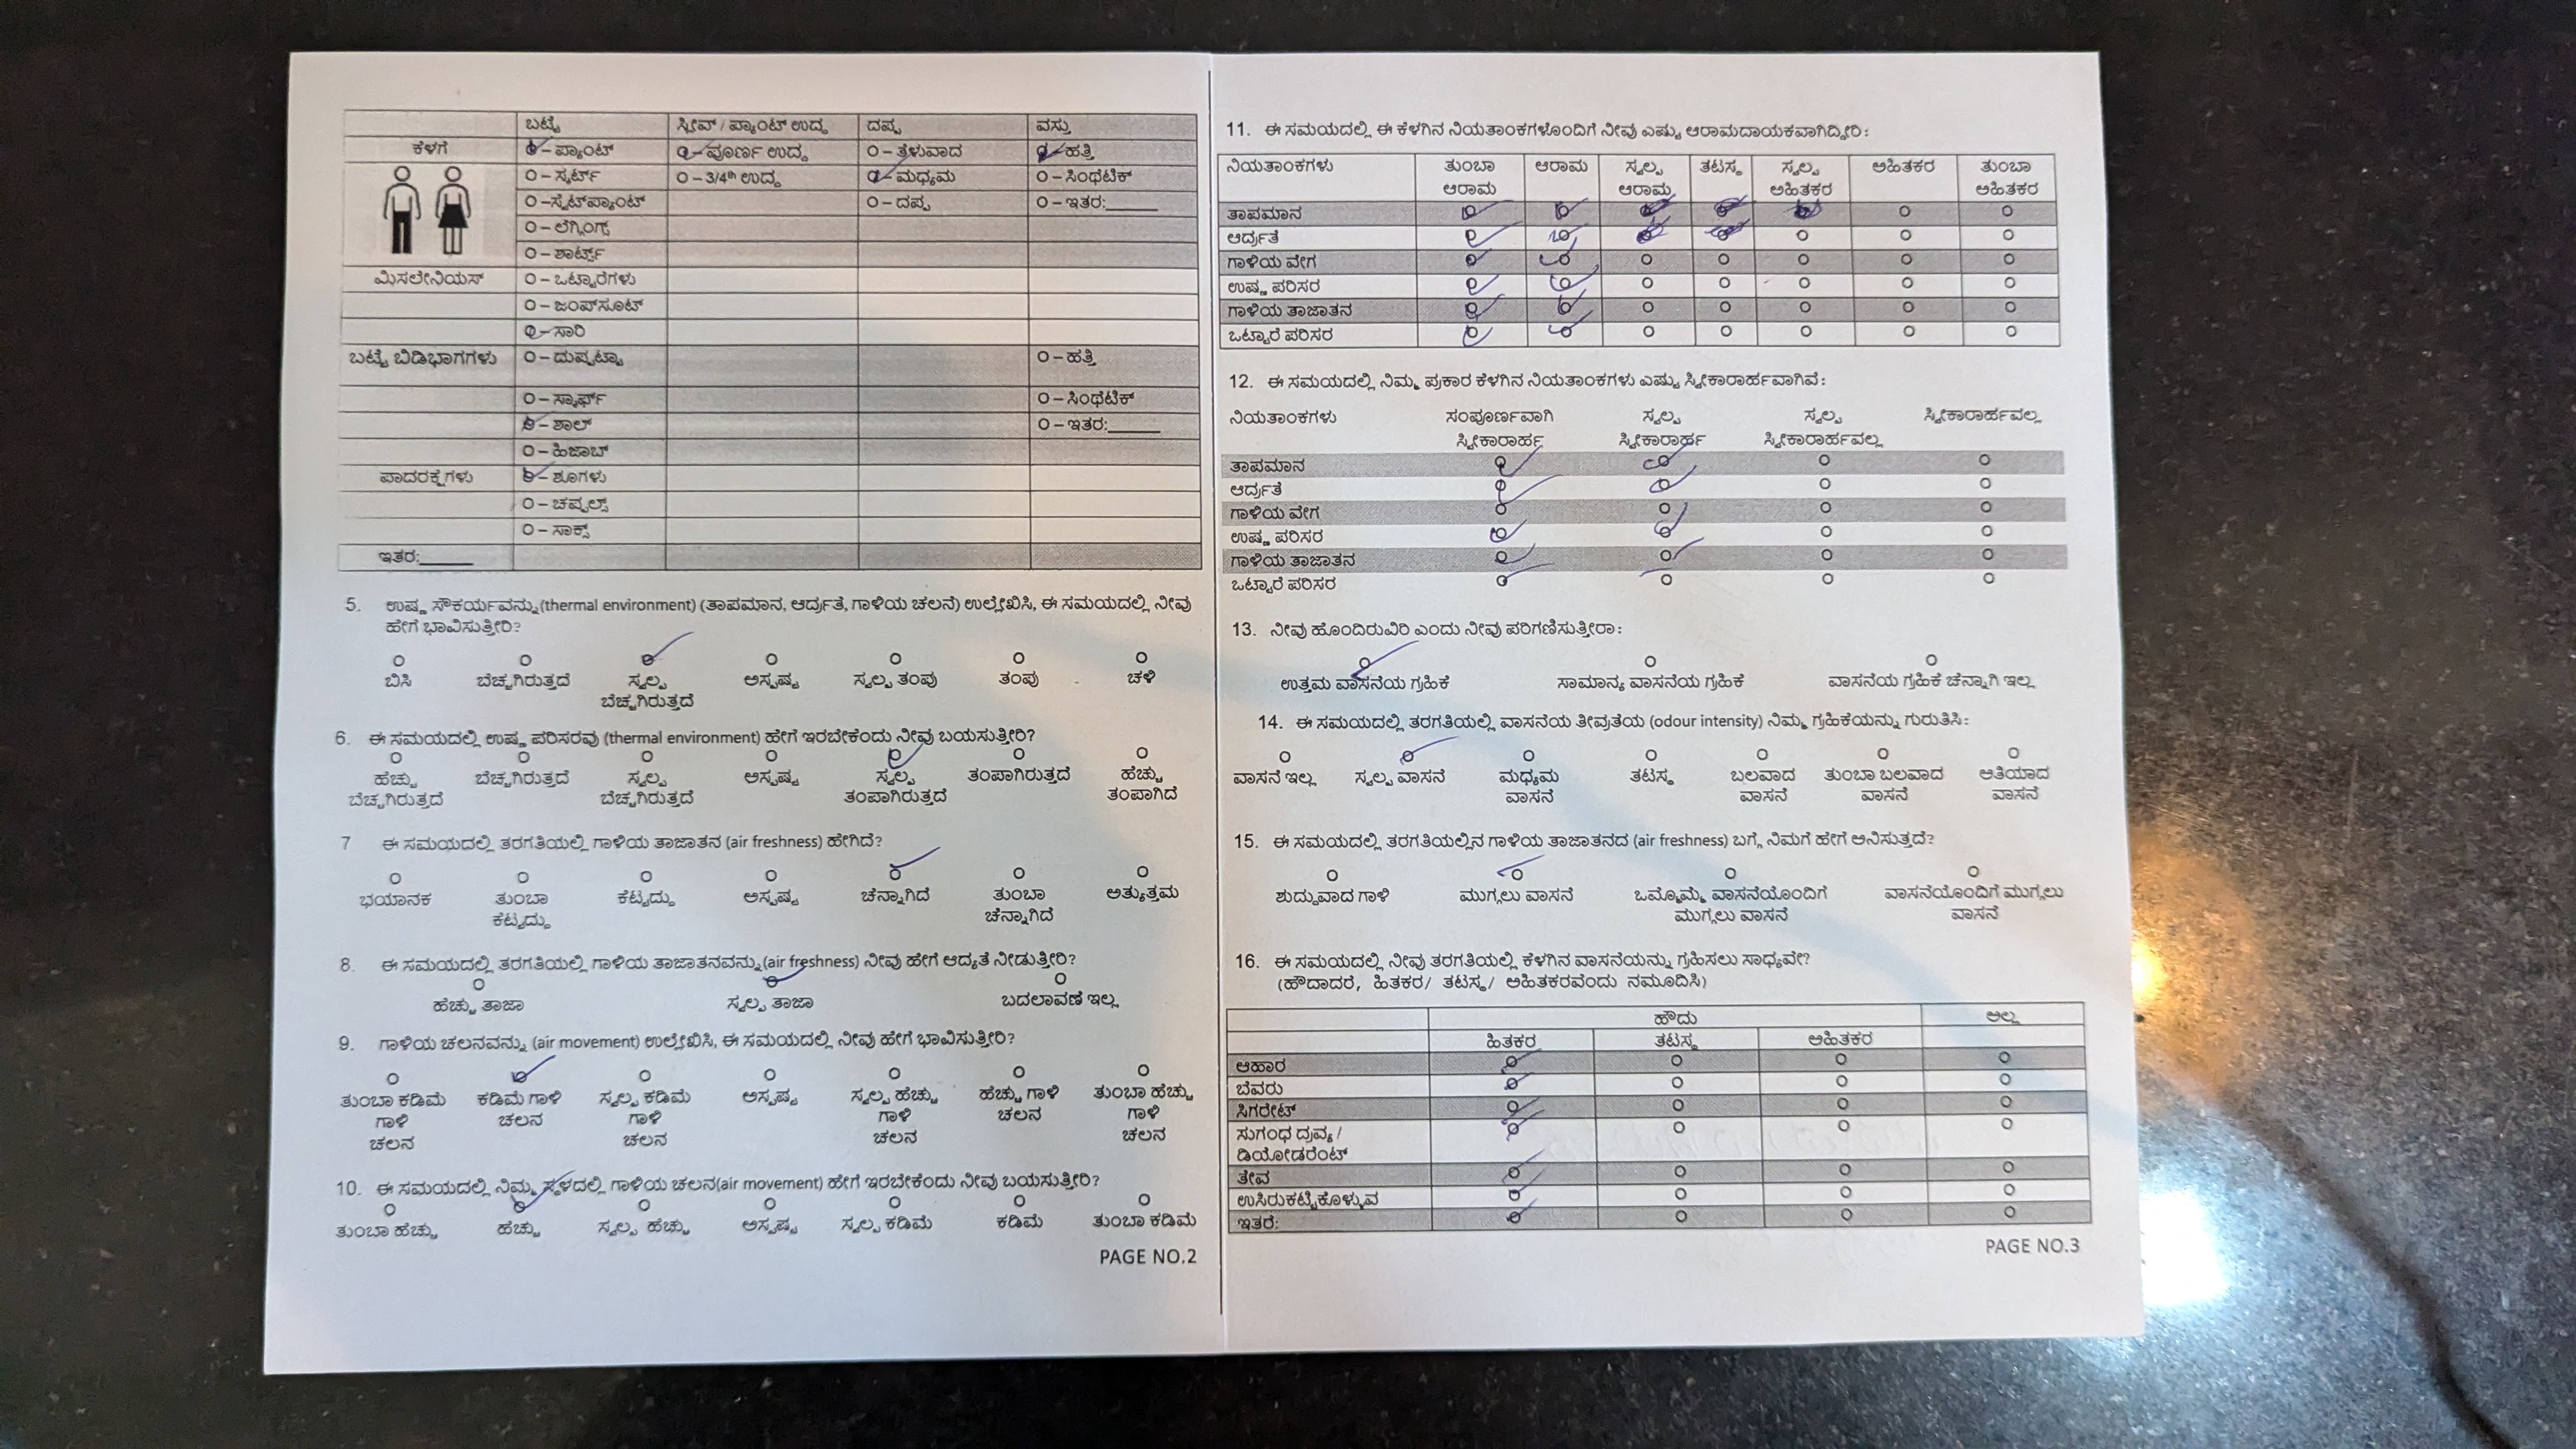 ಬಟ್ಟೆ ಸ್ಲೀವ್ / ಪ್ಯಾಂಟ್ ಉದ್ದ ದಪ್ಪ ವಸ್ತು
ಕೆಳಗೆ O – ಪ್ಯಾಂಟ್ O – ಪೂರ್ಣ ಉದ್ದ O – ತೆಳುವಾದ O – ಹತ್ತಿ
O – ಸ್ಕರ್ಟ್ O – 3/4th ಉದ್ದ O – ಮಧ್ಯಮ O – ಸಿಂಥೆಟಿಕ್
O –ಸ್ವೆಟ್‌ಪ್ಯಾಂಟ್ O – ದಪ್ಪ O – ಇತರ:______
O – ಲೆಗ್ಗಿಂಗ್ಸ್
O – ಶಾರ್ಟ್ಸ್
ಮಿಸಲೇನಿಯಸ್ O – ಒಟ್ಟಾರೆಗಳು
O – ಜಂಪ್‌ಸೂಟ್
O – ಸಾರಿ
ಬಟ್ಟೆ ಬಿಡಿಭಾಗಗಳು O – ದುಪ್ಪಟ್ಟಾ O – ಹತ್ತಿ
O – ಸ್ಕಾರ್ಫ್ O – ಸಿಂಥೆಟಿಕ್
O – ಶಾಲ್ O – ಇತರ:______
O – ಹಿಜಾಬ್
ಪಾದರಕ್ಷೆಗಳು O – ಶೂಗಳು
O – ಚಪ್ಪಲ್ಸ್
O – ಸಾಕ್ಸ್
ಇತರ:______
5. ಉಷ್ಣ ಸೌಕರ್ಯವನ್ನು (thermal environment) (ತಾಪಮಾನ, ಆರ್ದ್ರತೆ, ಗಾಳಿಯ ಚಲನೆ) ಉಲ್ಲೇಖಿಸಿ, ಈ ಸಮಯದಲ್ಲಿ ನೀವು
ಹೇಗೆ ಭಾವಿಸುತ್ತೀರಿ?
O O O O O O O
ಬಿಸಿ ಬೆಚ್ಚಗಿರುತ್ತದೆ ಸ್ವಲ್ಪ ಅಸ್ಪಷ್ಟ ಸ್ವಲ್ಪ ತಂಪು ತಂಪು ಚಳಿ
ಬೆಚ್ಚಗಿರುತ್ತದೆ
6. ಈ ಸಮಯದಲ್ಲಿ ಉಷ್ಣ ಪರಿಸರವು (thermal environment) ಹೇಗೆ ಇರಬೇಕೆಂದು ನೀವು ಬಯಸುತ್ತೀರಿ?
O O O O O O O
ಹೆಚ್ಚು ಬೆಚ್ಚಗಿರುತ್ತದೆ ಸ್ವಲ್ಪ ಅಸ್ಪಷ್ಟ ಸ್ವಲ್ಪ ತಂಪಾಗಿರುತ್ತದೆ ಹೆಚ್ಚು
ಬೆಚ್ಚಗಿರುತ್ತದೆ ಬೆಚ್ಚಗಿರುತ್ತದೆ ತಂಪಾಗಿರುತ್ತದೆ ತಂಪಾಗಿದೆ
7 ಈ ಸಮಯದಲ್ಲಿ ತರಗತಿಯಲ್ಲಿ ಗಾಳಿಯ ತಾಜಾತನ (air freshness) ಹೇಗಿದೆ?
O O O O O O O
ಭಯಾನಕ ತುಂಬಾ ಕೆಟ್ಟದ್ದು ಅಸ್ಪಷ್ಟ ಚೆನ್ನಾಗಿದೆ ತುಂಬಾ ಅತ್ಯುತ್ತಮ
ಕೆಟ್ಟದ್ದು ಚೆನ್ನಾಗಿದೆ
8. ಈ ಸಮಯದಲ್ಲಿ ತರಗತಿಯಲ್ಲಿ ಗಾಳಿಯ ತಾಜಾತನವನ್ನು (air freshness) ನೀವು ಹೇಗೆ ಆದ್ಯತೆ ನೀಡುತ್ತೀರಿ?
O O O
ಹೆಚ್ಚು ತಾಜಾ ಸ್ವಲ್ಪ ತಾಜಾ ಬದಲಾವಣೆ ಇಲ್ಲ
9. ಗಾಳಿಯ ಚಲನವನ್ನು (air movement) ಉಲ್ಲೇಖಿಸಿ, ಈ ಸಮಯದಲ್ಲಿ ನೀವು ಹೇಗೆ ಭಾವಿಸುತ್ತೀರಿ?
O O O O O O O
ತುಂಬಾ ಕಡಿಮೆ ಕಡಿಮೆ ಗಾಳಿ ಸ್ವಲ್ಪ ಕಡಿಮೆ ಅಸ್ಪಷ್ಟ ಸ್ವಲ್ಪ ಹೆಚ್ಚು ಹೆಚ್ಚು ಗಾಳಿ ತುಂಬಾ ಹೆಚ್ಚು
ಗಾಳಿ ಚಲನ ಗಾಳಿ ಗಾಳಿ ಚಲನ ಗಾಳಿ
ಚಲನ ಚಲನ ಚಲನ ಚಲನ
10. ಈ ಸಮಯದಲ್ಲಿ ನಿಮ್ಮ ಸ್ಥಳದಲ್ಲಿ ಗಾಳಿಯ ಚಲನ(air movement) ಹೇಗೆ ಇರಬೇಕೆಂದು ನೀವು ಬಯಸುತ್ತೀರಿ?
O O O O O O O
ತುಂಬಾ ಹೆಚ್ಚು ಹೆಚ್ಚು ಸ್ವಲ್ಪ ಹೆಚ್ಚು ಅಸ್ಪಷ್ಟ ಸ್ವಲ್ಪ ಕಡಿಮೆ ಕಡಿಮೆ ತುಂಬಾ ಕಡಿಮೆ
PAGE NO.2
11. ಈ ಸಮಯದಲ್ಲಿ ಈ ಕೆಳಗಿನ ನಿಯತಾಂಕಗಳೊಂದಿಗೆ ನೀವು ಎಷ್ಟು ಆರಾಮದಾಯಕವಾಗಿದ್ದೀರಿ:
ನಿಯತಾಂಕಗಳು ತುಂಬಾ ಆರಾಮ ಸ್ವಲ್ಪ ತಟಸ್ಥ ಸ್ವಲ್ಪ ಅಹಿತಕರ ತುಂಬಾ
ಆರಾಮ ಆರಾಮ ಅಹಿತಕರ ಅಹಿತಕರ
ತಾಪಮಾನ O O O O O O O
ಆರ್ದ್ರತೆ O O O O O O O
ಗಾಳಿಯ ವೇಗ O O O O O O O
ಉಷ್ಣ ಪರಿಸರ O O O O O O O
ಗಾಳಿಯ ತಾಜಾತನ O O O O O O O
ಒಟ್ಟಾರೆ ಪರಿಸರ O O O O O O O
12. ಈ ಸಮಯದಲ್ಲಿ ನಿಮ್ಮ ಪ್ರಕಾರ ಕೆಳಗಿನ ನಿಯತಾಂಕಗಳು ಎಷ್ಟು ಸ್ವೀಕಾರಾರ್ಹವಾಗಿವೆ:
ನಿಯತಾಂಕಗಳು ಸಂಪೂರ್ಣವಾಗಿ ಸ್ವಲ್ಪ ಸ್ವಲ್ಪ ಸ್ವೀಕಾರಾರ್ಹವಲ್ಲ
ಸ್ವೀಕಾರಾರ್ಹ ಸ್ವೀಕಾರಾರ್ಹ ಸ್ವೀಕಾರಾರ್ಹವಲ್ಲ
ತಾಪಮಾನ O O O O
ಆರ್ದ್ರತೆ O O O O
ಗಾಳಿಯ ವೇಗ O O O O
ಉಷ್ಣ ಪರಿಸರ O O O O
ಗಾಳಿಯ ತಾಜಾತನ O O O O
ಒಟ್ಟಾರೆ ಪರಿಸರ O O O O
13. ನೀವು ಹೊಂದಿರುವಿರಿ ಎಂದು ನೀವು ಪರಿಗಣಿಸುತ್ತೀರಾ:
O O O
ಉತ್ತಮ ವಾಸನೆಯ ಗ್ರಹಿಕೆ ಸಾಮಾನ್ಯ ವಾಸನೆಯ ಗ್ರಹಿಕೆ ವಾಸನೆಯ ಗ್ರಹಿಕೆ ಚೆನ್ನಾಗಿ ಇಲ್ಲ
14. ಈ ಸಮಯದಲ್ಲಿ ತರಗತಿಯಲ್ಲಿ ವಾಸನೆಯ ತೀವ್ರತೆಯ (odour intensity) ನಿಮ್ಮ ಗ್ರಹಿಕೆಯನ್ನು ಗುರುತಿಸಿ:
O O O O O O O
ವಾಸನೆ ಇಲ್ಲ ಸ್ವಲ್ಪ ವಾಸನೆ ಮಧ್ಯಮ ತಟಸ್ಥ ಬಲವಾದ ತುಂಬಾ ಬಲವಾದ ಅತಿಯಾದ
ವಾಸನೆ ವಾಸನೆ ವಾಸನೆ ವಾಸನೆ
15. ಈ ಸಮಯದಲ್ಲಿ ತರಗತಿಯಲ್ಲಿನ ಗಾಳಿಯ ತಾಜಾತನದ (air freshness) ಬಗ್ಗೆ ನಿಮಗೆ ಹೇಗೆ ಅನಿಸುತ್ತದೆ?
O O O O
ಶುದ್ಧವಾದ ಗಾಳಿ ಮುಗ್ಗಲು ವಾಸನೆ ಒಮ್ಮೊಮ್ಮೆ ವಾಸನೆಯೊಂದಿಗೆ ವಾಸನೆಯೊಂದಿಗೆ ಮುಗ್ಗಲು
ಮುಗ್ಗಲು ವಾಸನೆ ವಾಸನೆ
16. ಈ ಸಮಯದಲ್ಲಿ ನೀವು ತರಗತಿಯಲ್ಲಿ ಕೆಳಗಿನ ವಾಸನೆಯನ್ನು ಗ್ರಹಿಸಲು ಸಾಧ್ಯವೇ?
(ಹೌದಾದರೆ, ಹಿತಕರ/ ತಟಸ್ಥ/ ಅಹಿತಕರವೆಂದು ನಮೂದಿಸಿ)
ಹೌದು ಅಲ್ಲ
ಹಿತಕರ ತಟಸ್ಥ ಅಹಿತಕರ
ಆಹಾರ O O O O
ಬೆವರು O O O O
ಸಿಗರೇಟ್ O O O O
ಸುಗಂಧ ದ್ರವ್ಯ / O O O O
ಡಿಯೋಡರೆಂಟ್
ತೇವ O O O O
ಉಸಿರುಕಟ್ಟಿಕೊಳ್ಳುವ O O O O
ಇತರೆ: O O O O
PAGE NO.3